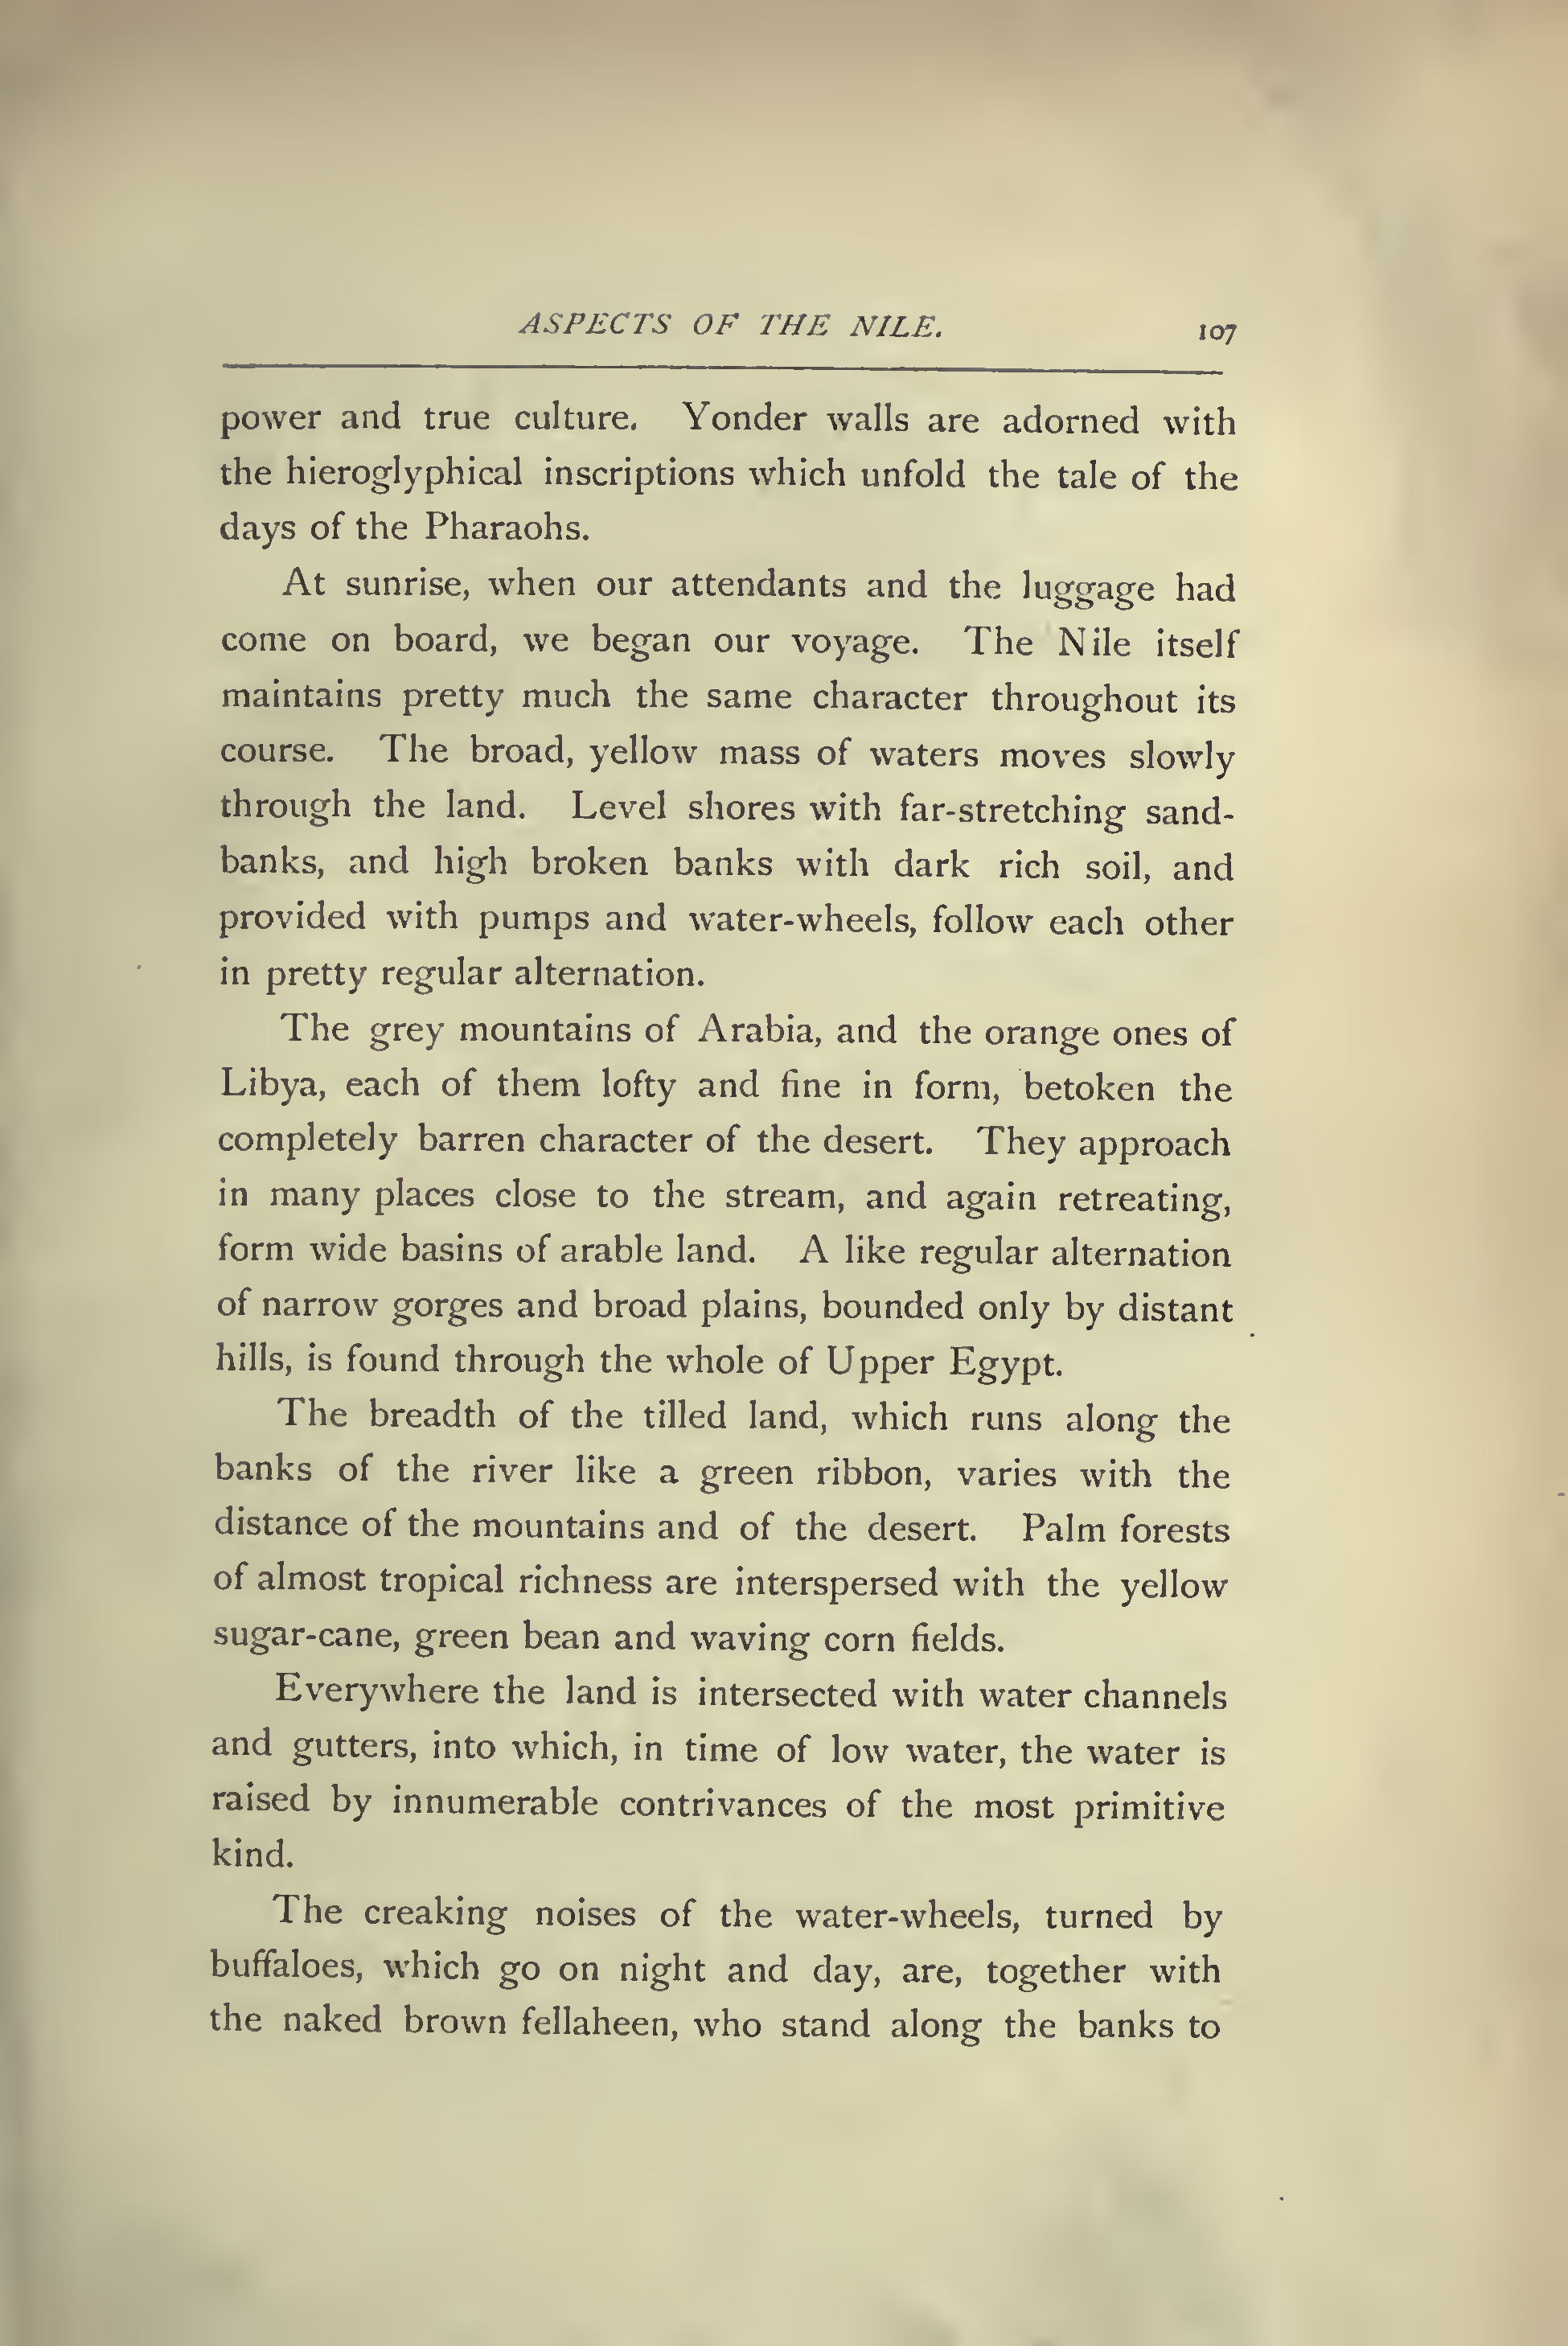 ASPECTS OF THE NILE. 107
power and true culture. Yonder walls are adorned with
the hieroglyphical inscriptions which unfold the tale of the
days of the Pharaohs.
At sunrise, when our attendants and the luggage had
come on board, we began our voyage. The Nile itself
maintains pretty much the same character throughout its
course. The broad, yellow mass of waters moves slowly
through the land. Level shores with far-stretching sand-
banks, and high broken banks with dark rich soil, and
provided with pumps and water-wheels, follow each other
in pretty regular alternation.
The grey mountains of Arabia, and the orange ones of
Libya, each of them lofty and fine in form, betoken the
completely barren character of the desert. They approach
in many places close to the stream, and again retreating,
form wide basins of arable land. A like regular alternation
of narrow gorges and broad plains, bounded only by distant
hills, is found through the whole of Upper Egypt.
The breadth of the tilled land, which runs along the
banks of the river like a green ribbon, varies with the
distance of the mountains and of the desert. Palm forests
of almost tropical richness are interspersed with the yellow
sugar-cane, green bean and waving corn fields.
Everywhere the land is intersected with water channels
and gutters, into which, in time of low water, the water is
raised by innumerable contrivances of the most primitive
kind.
The creaking noises of the water-wheels, turned by
buffaloes, which go on night and day, are, together with
the naked brown fellaheen, who stand along the banks to